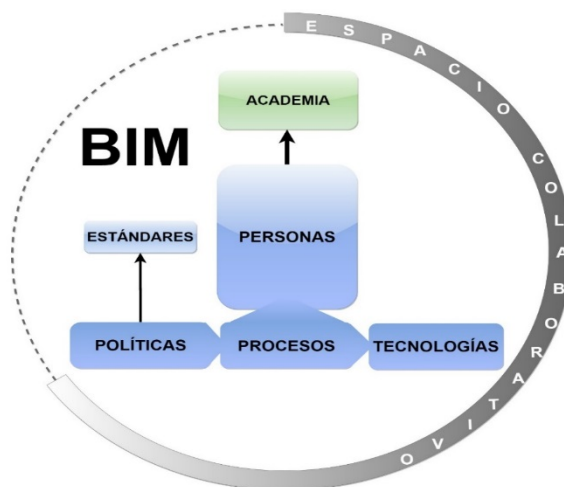 ESPACIO COLABORATIVO
ACADEMIA
BIM
PERSONAS
ESTÁNDARES
POLÍTICAS
PROCESOS
TECNOLOGÍAS